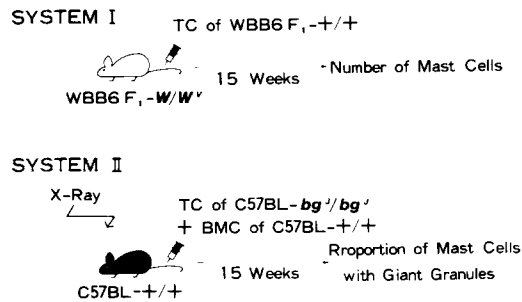 SYSTEM I
TC of WBB6 F₁-+/+
15 Weeks
Number of Mast Cells
WBB6 F₁-W/Wᵛ
SYSTEM II
X-Ray
TC of C57BL-bgᴶ/bgᴶ
+ BMC of C57BL-+/+
15 Weeks
Rroportion of Mast Cells
with Giant Granules
C57BL-+/+